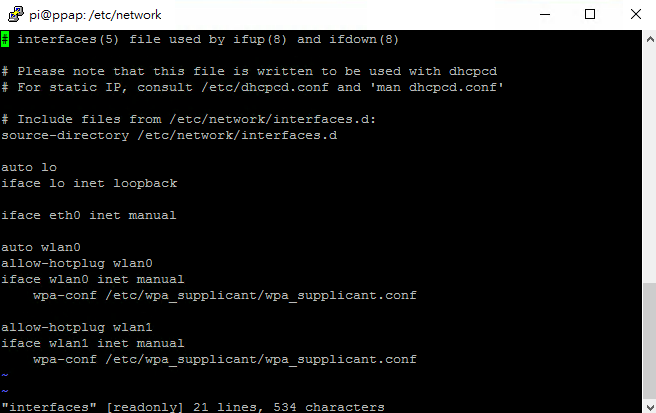 pi@ppap: /etc/network
# interfaces(5) file used by ifup(8) and ifdown(8)
# Please note that this file is written to be used with dhcpcd
# For static IP, consult /etc/dhcpcd.conf and 'man dhcpcd.conf'
# Include files from /etc/network/interfaces.d:
source-directory /etc/network/interfaces.d
auto lo
iface lo inet loopback
iface eth0 inet manual
auto wlan0
allow-hotplug wlan0
iface wlan0 inet manual
    wpa-conf /etc/wpa_supplicant/wpa_supplicant.conf
allow-hotplug wlan1
iface wlan1 inet manual
    wpa-conf /etc/wpa_supplicant/wpa_supplicant.conf
~
~
"interfaces" [readonly] 21 lines, 534 characters